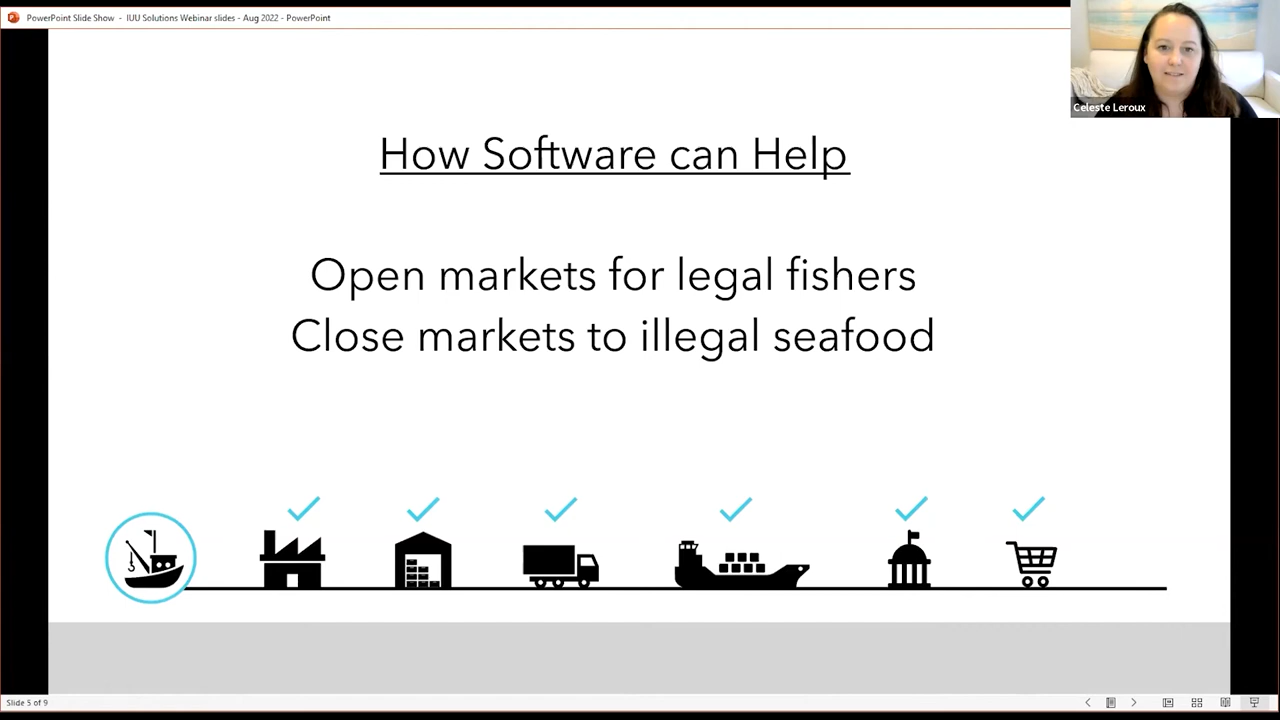 PowerPoint Slide Show - IUU Solutions Webinar slides - Aug 2022 - PowerPoint
Celeste Leroux
How Software can Help
Open markets for legal fishers
Close markets to illegal seafood
Slide 5 of 9